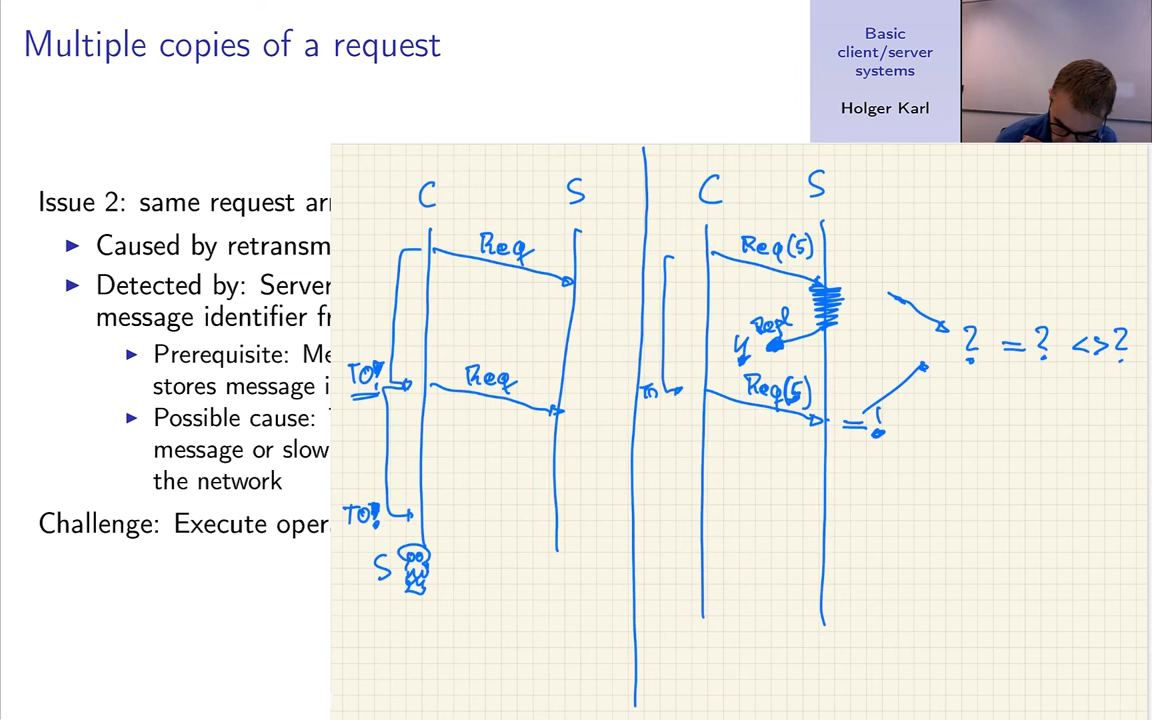 Multiple copies of a request
Basic
client/server
systems
Holger Karl
Issue 2: same request arr
Caused by retransm
Detected by: Server
message identifier fr
Prerequisite: Me
stores message i
Possible cause:
message or slow
the network
Challenge: Execute oper
C S
Req
TO!
Req
TO!
S
C S
Req(5)
Repl
Req(5)
=!
? = ? <> ?